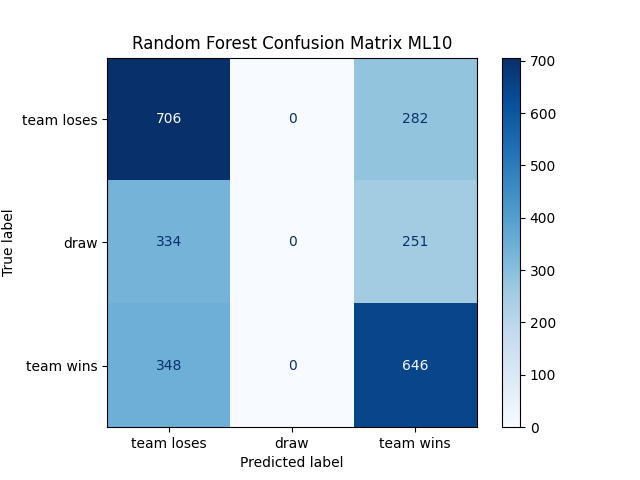 Random Forest Confusion Matrix ML10
True label
team loses
draw
team wins
706 0 282
334 0 251
348 0 646
team loses draw team wins
Predicted label
700
600
500
400
300
200
100
0